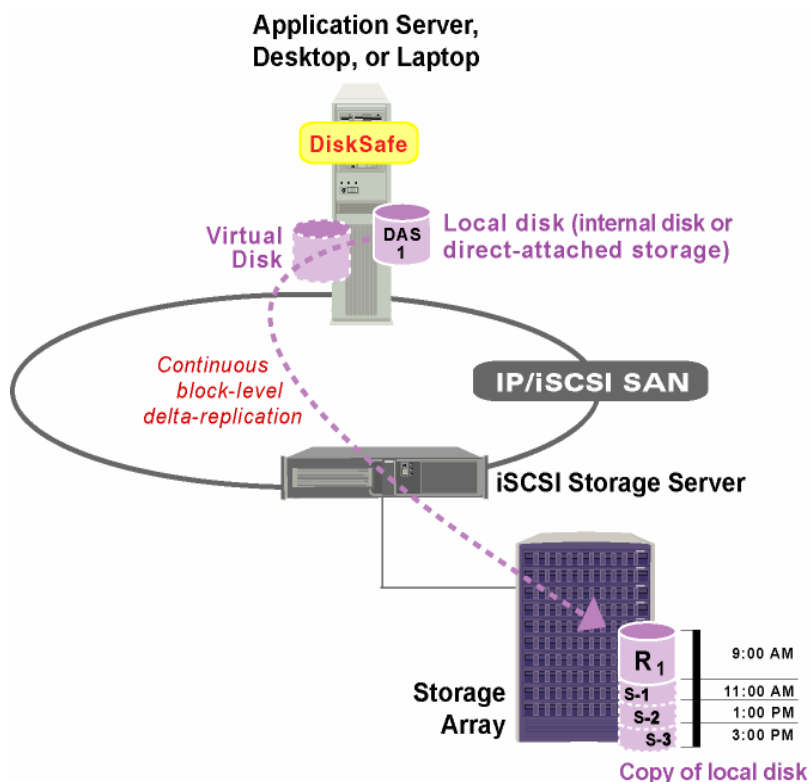 Application Server,
Desktop, or Laptop
DiskSafe
Virtual
Disk
DAS
1
Local disk (internal disk or
direct-attached storage)
Continuous
block-level
delta-replication
IP/iSCSI SAN
iSCSI Storage Server
Storage
Array
R1
S-1
S-2
S-3
9:00 AM
11:00 AM
1:00 PM
3:00 PM
Copy of local disk